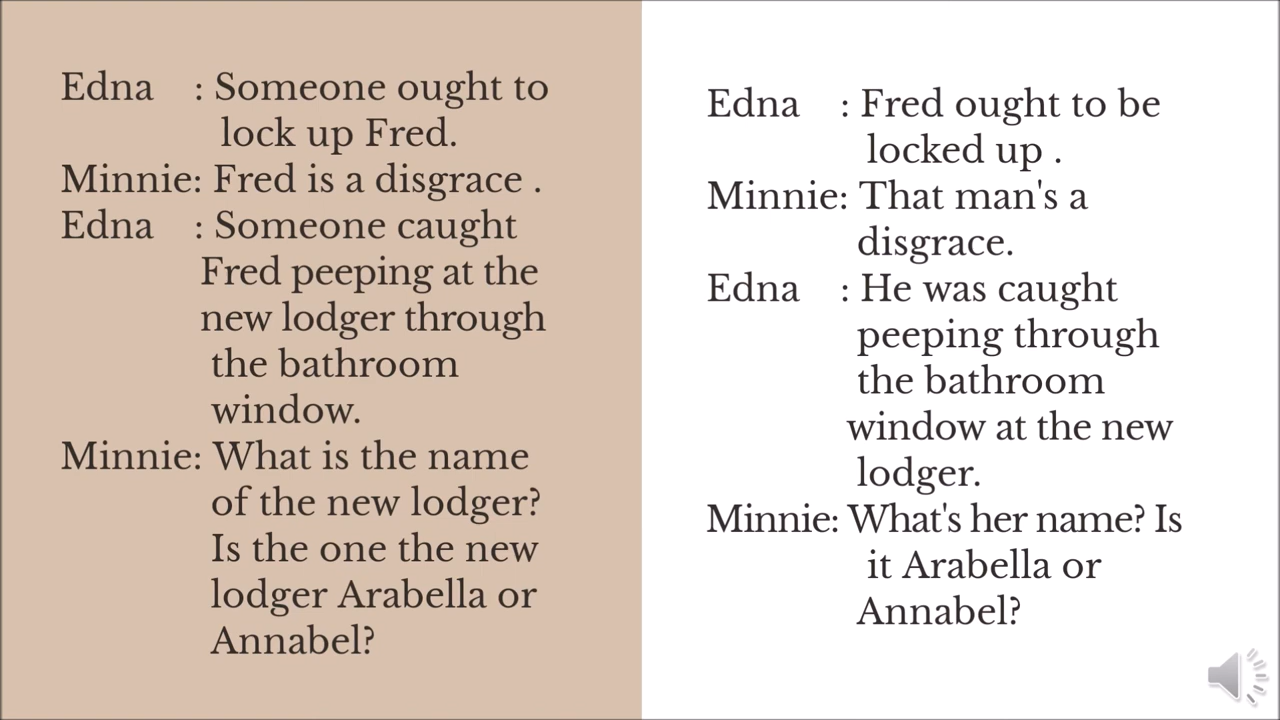 Edna : Someone ought to
lock up Fred.
Minnie: Fred is a disgrace .
Edna : Someone caught
Fred peeping at the
new lodger through
the bathroom
window.
Minnie: What is the name
of the new lodger?
Is the one the new
lodger Arabella or
Annabel?
Edna : Fred ought to be
locked up .
Minnie: That man's a
disgrace.
Edna : He was caught
peeping through
the bathroom
window at the new
lodger.
Minnie: What's her name? Is
it Arabella or
Annabel?